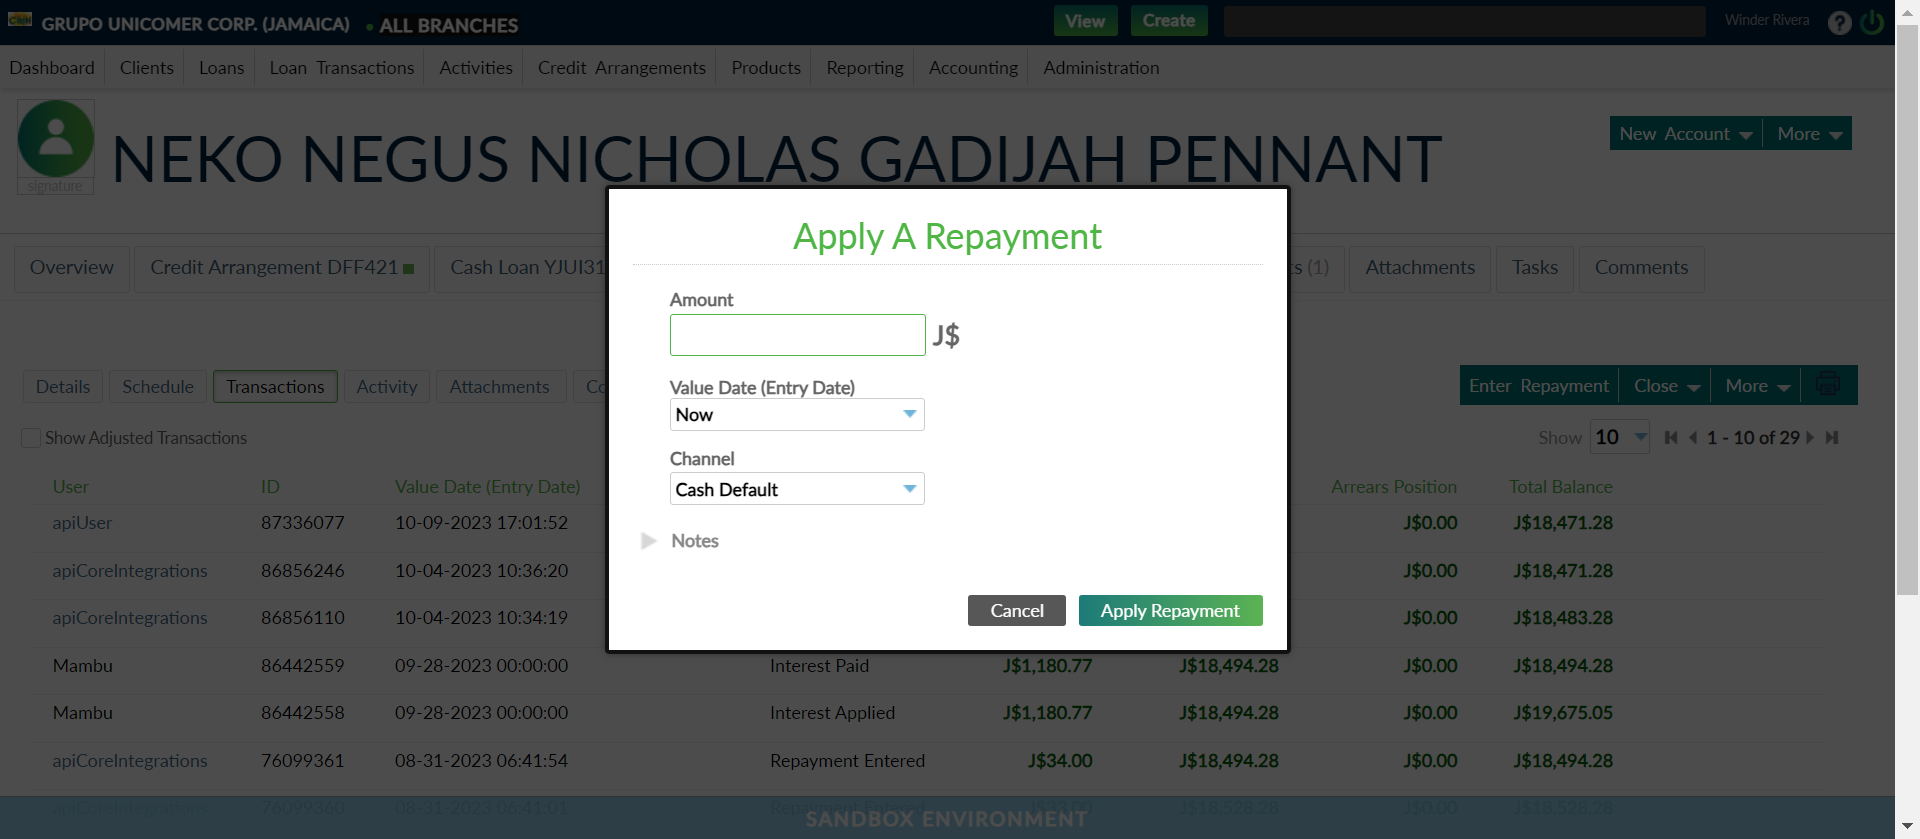 GRUPO UNICOMER CORP. (JAMAICA) ALL BRANCHES View Create Winder Rivera ?
Dashboard Clients Loans Loan Transactions Activities Credit Arrangements Products Reporting Accounting Administration
NEKO NEGUS NICHOLAS GADIJAH PENNANT
New Account More
signature
Apply A Repayment
Overview Credit Arrangement DFF421 Cash Loan YJUI31 ts (1) Attachments Tasks Comments
Amount
J$
Details Schedule Transactions Activity Attachments Co Enter Repayment Close More
Value Date (Entry Date)
Now
Show Adjusted Transactions Show 10 1 - 10 of 29
Channel
Cash Default
User ID Value Date (Entry Date) Arrears Position Total Balance
apiUser 87336077 10-09-2023 17:01:52 J$0.00 J$18,471.28
Notes
apiCoreIntegrations 86856246 10-04-2023 10:36:20 J$0.00 J$18,471.28
Cancel Apply Repayment
apiCoreIntegrations 86856110 10-04-2023 10:34:19 J$0.00 J$18,483.28
Mambu 86442559 09-28-2023 00:00:00 Interest Paid J$1,180.77 J$18,494.28 J$0.00 J$18,494.28
Mambu 86442558 09-28-2023 00:00:00 Interest Applied J$1,180.77 J$18,494.28 J$0.00 J$19,675.05
apiCoreIntegrations 76099361 08-31-2023 06:41:54 Repayment Entered J$34.00 J$18,494.28 J$0.00 J$18,494.28
apiCoreIntegrations 76099360 08-31-2023 06:41:01 Repayment Entered J$33.00 J$18,528.28 J$0.00 J$18,528.28
SANDBOX ENVIRONMENT